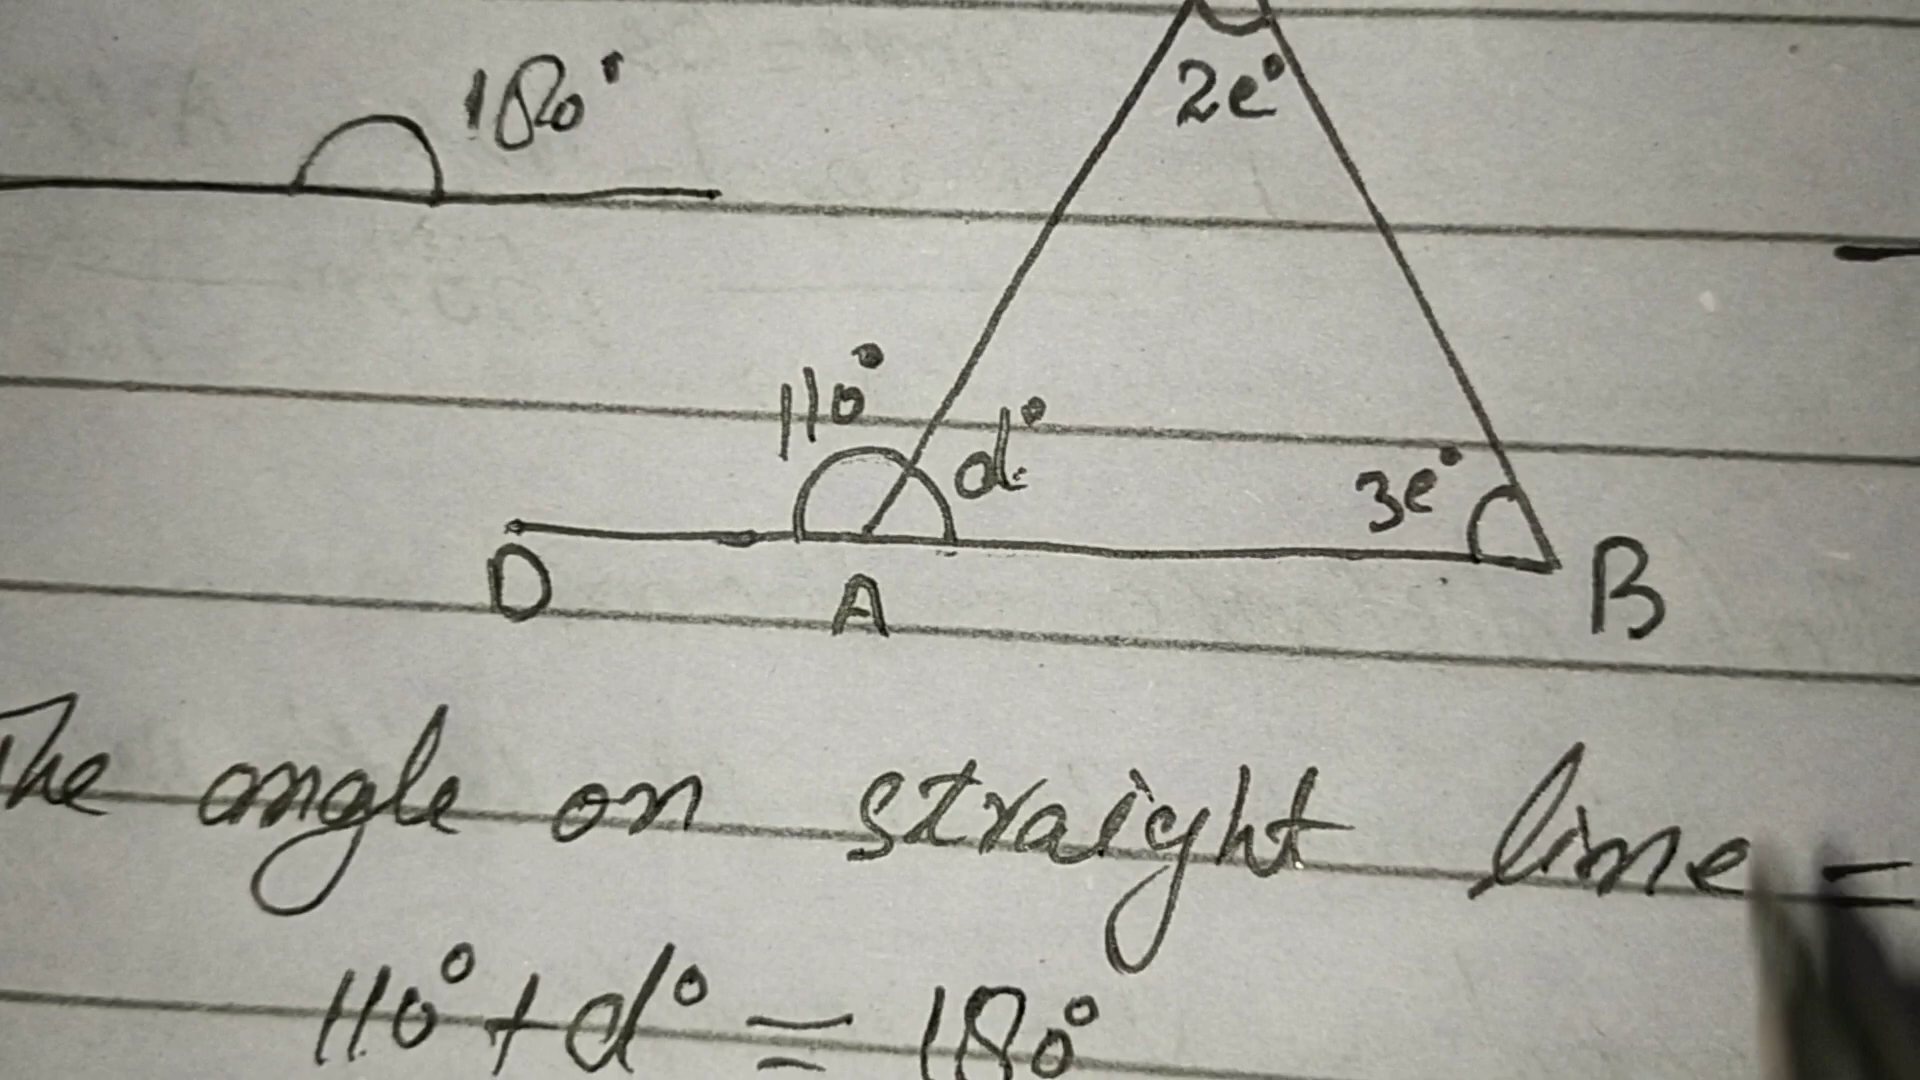 180°
2e°
110°
d°
3e°
D
A
B
The angle on straight line =
110° + d° = 180°